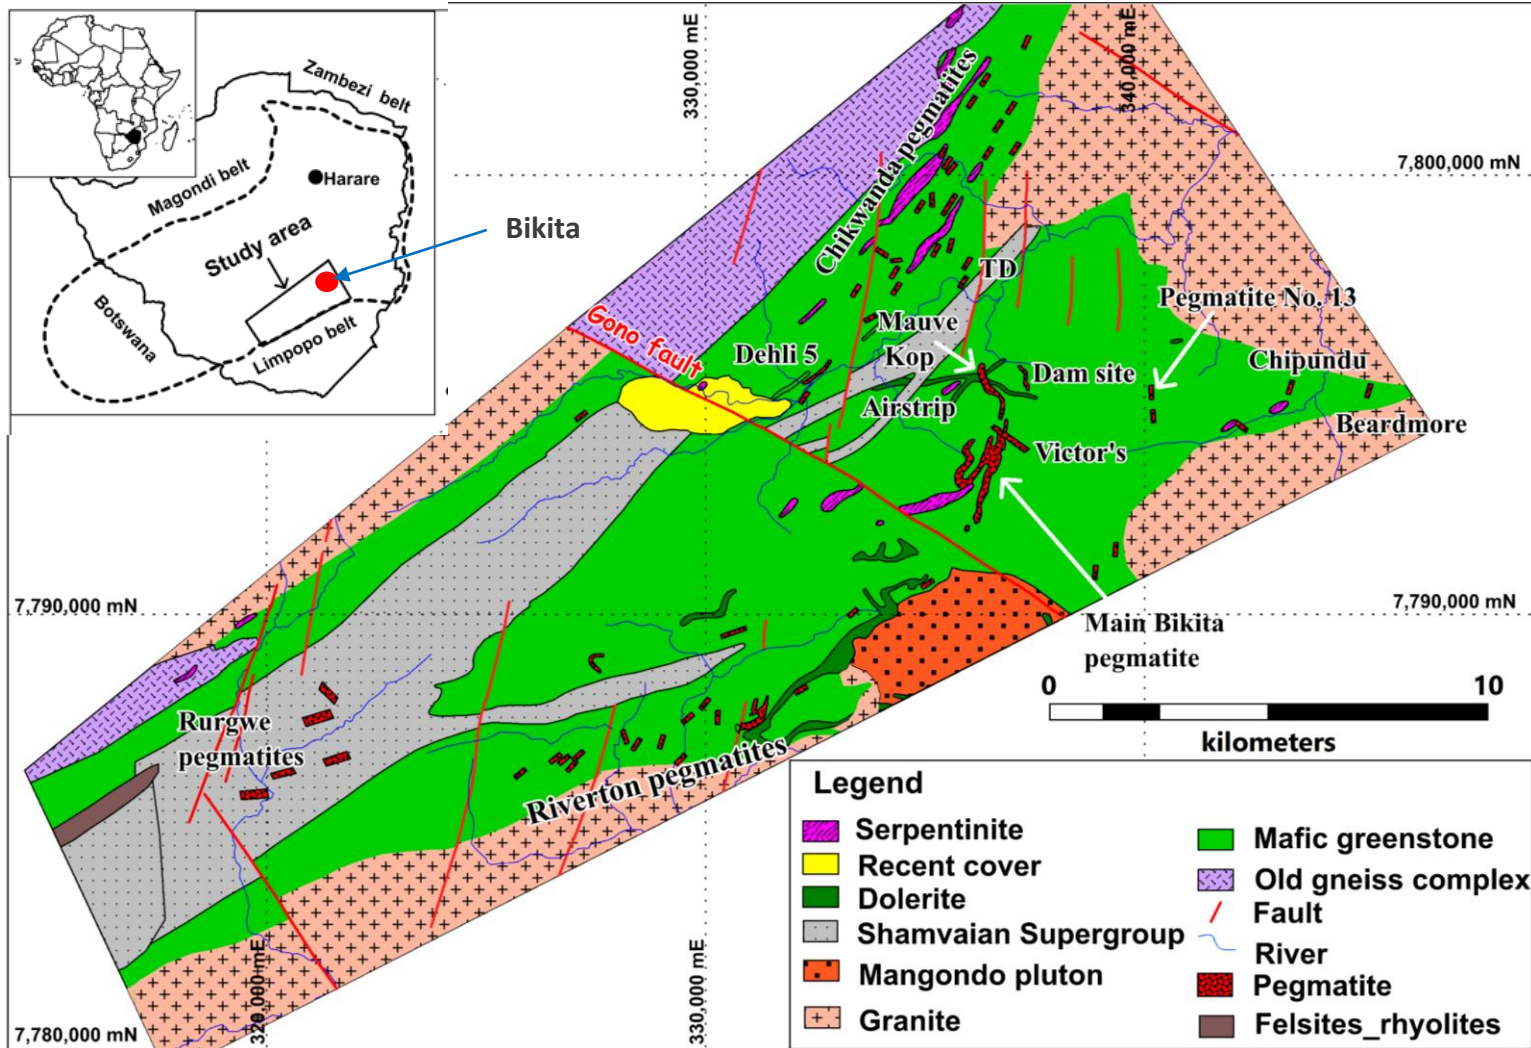 Zambezi belt
Magondi belt
Harare
Study area
Bikita
Botswana
Limpopo belt
330,000 mE
340,000 mE
7,800,000 mN
Chikwanda pegmatites
TD
Pegmatite No. 13
Gono fault
Mauve
Kop
Dehli 5
Dam site
Chipundu
Airstrip
Beardmore
Victor's
7,790,000 mN
7,790,000 mN
Main Bikita
pegmatite
Rurgwe
pegmatites
Riverton pegmatites
0
10
kilometers
320,000 mE
330,000 mE
7,780,000 mN
Legend
Serpentinite
Recent cover
Dolerite
Shamvaian Supergroup
Mangondo pluton
Granite
Mafic greenstone
Old gneiss complex
Fault
River
Pegmatite
Felsites_rhyolites